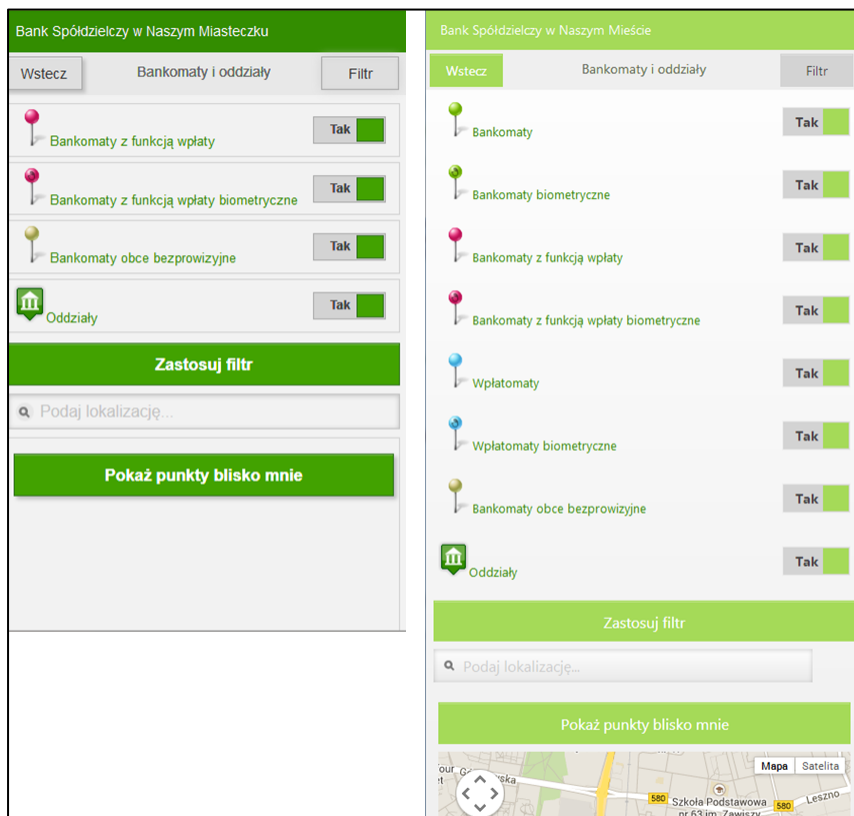 Bank Spółdzielczy w Naszym Miasteczku
Wstecz
Bankomaty i oddziały
Filtr
Bankomaty z funkcją wpłaty
Tak
Bankomaty z funkcją wpłaty biometryczne
Tak
Bankomaty obce bezprowizyjne
Tak
Oddziały
Tak
Zastosuj filtr
Podaj lokalizację...
Pokaż punkty blisko mnie
Bank Spółdzielczy w Naszym Mieście
Wstecz
Bankomaty i oddziały
Filtr
Bankomaty
Tak
Bankomaty biometryczne
Tak
Bankomaty z funkcją wpłaty
Tak
Bankomaty z funkcją wpłaty biometryczne
Tak
Wpłatomaty
Tak
Wpłatomaty biometryczne
Tak
Bankomaty obce bezprowizyjne
Tak
Oddziały
Tak
Zastosuj filtr
Podaj lokalizację...
Pokaż punkty blisko mnie
Mapa
Satelita
580
Szkoła Podstawowa
nr 63 im. Zawiszy
580
Leszno